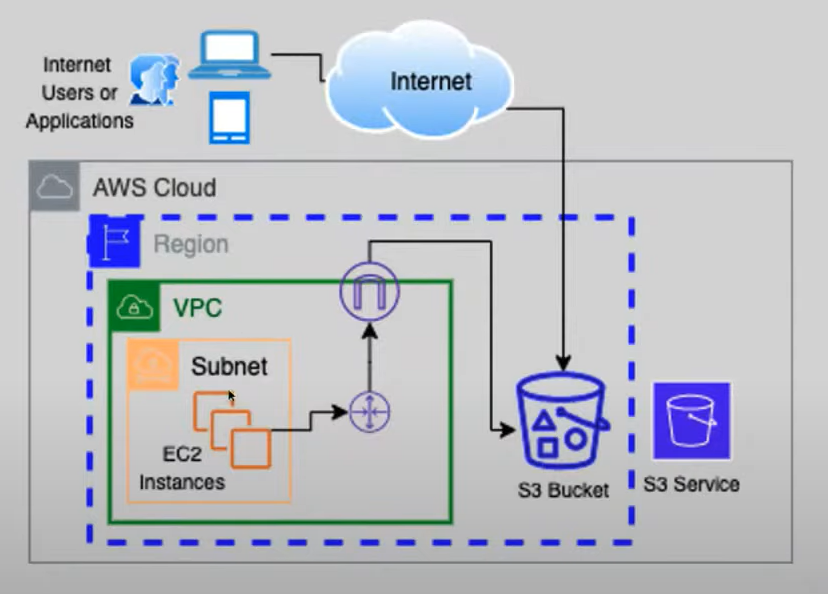 Internet
Users or
Applications
Internet
AWS Cloud
Region
VPC
Subnet
EC2
Instances
S3 Bucket
S3 Service